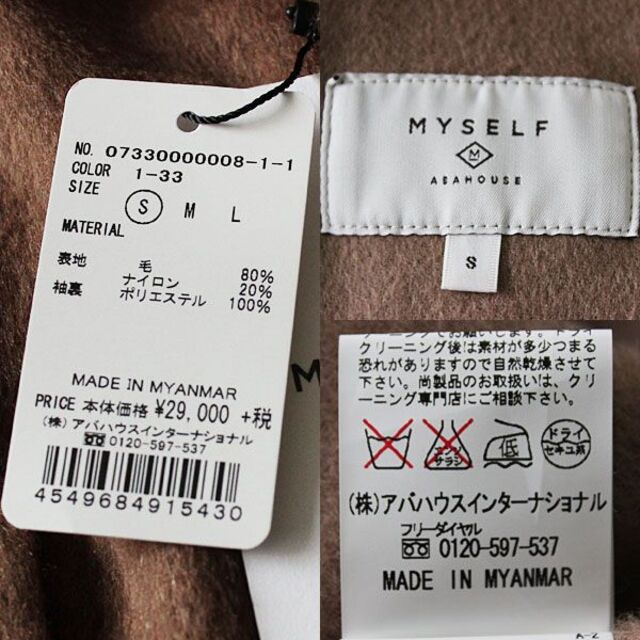 NO. 07330000008-1-1
COLOR 1-33
SIZE
S M L
MATERIAL
表地 毛 80%
ナイロン 20%
袖裏 ポリエステル 100%
MADE IN MYANMAR
PRICE 本体価格 ¥29,000 +税
(株)アバハウスインターナショナル
0120-597-537
4549684915430
M
MYSELF
M
ABAHOUSE
S
クリーニング後は素材が多少つまる
恐れがありますので自然乾燥させて
下さい。尚製品のお取扱いは、クリ
ーニング専門店にご相談下さい。
エンソ
サラシ
低
ドライ
セキユ系
(株)アバハウスインターナショナル
フリーダイヤル
0120-597-537
MADE IN MYANMAR
A-2